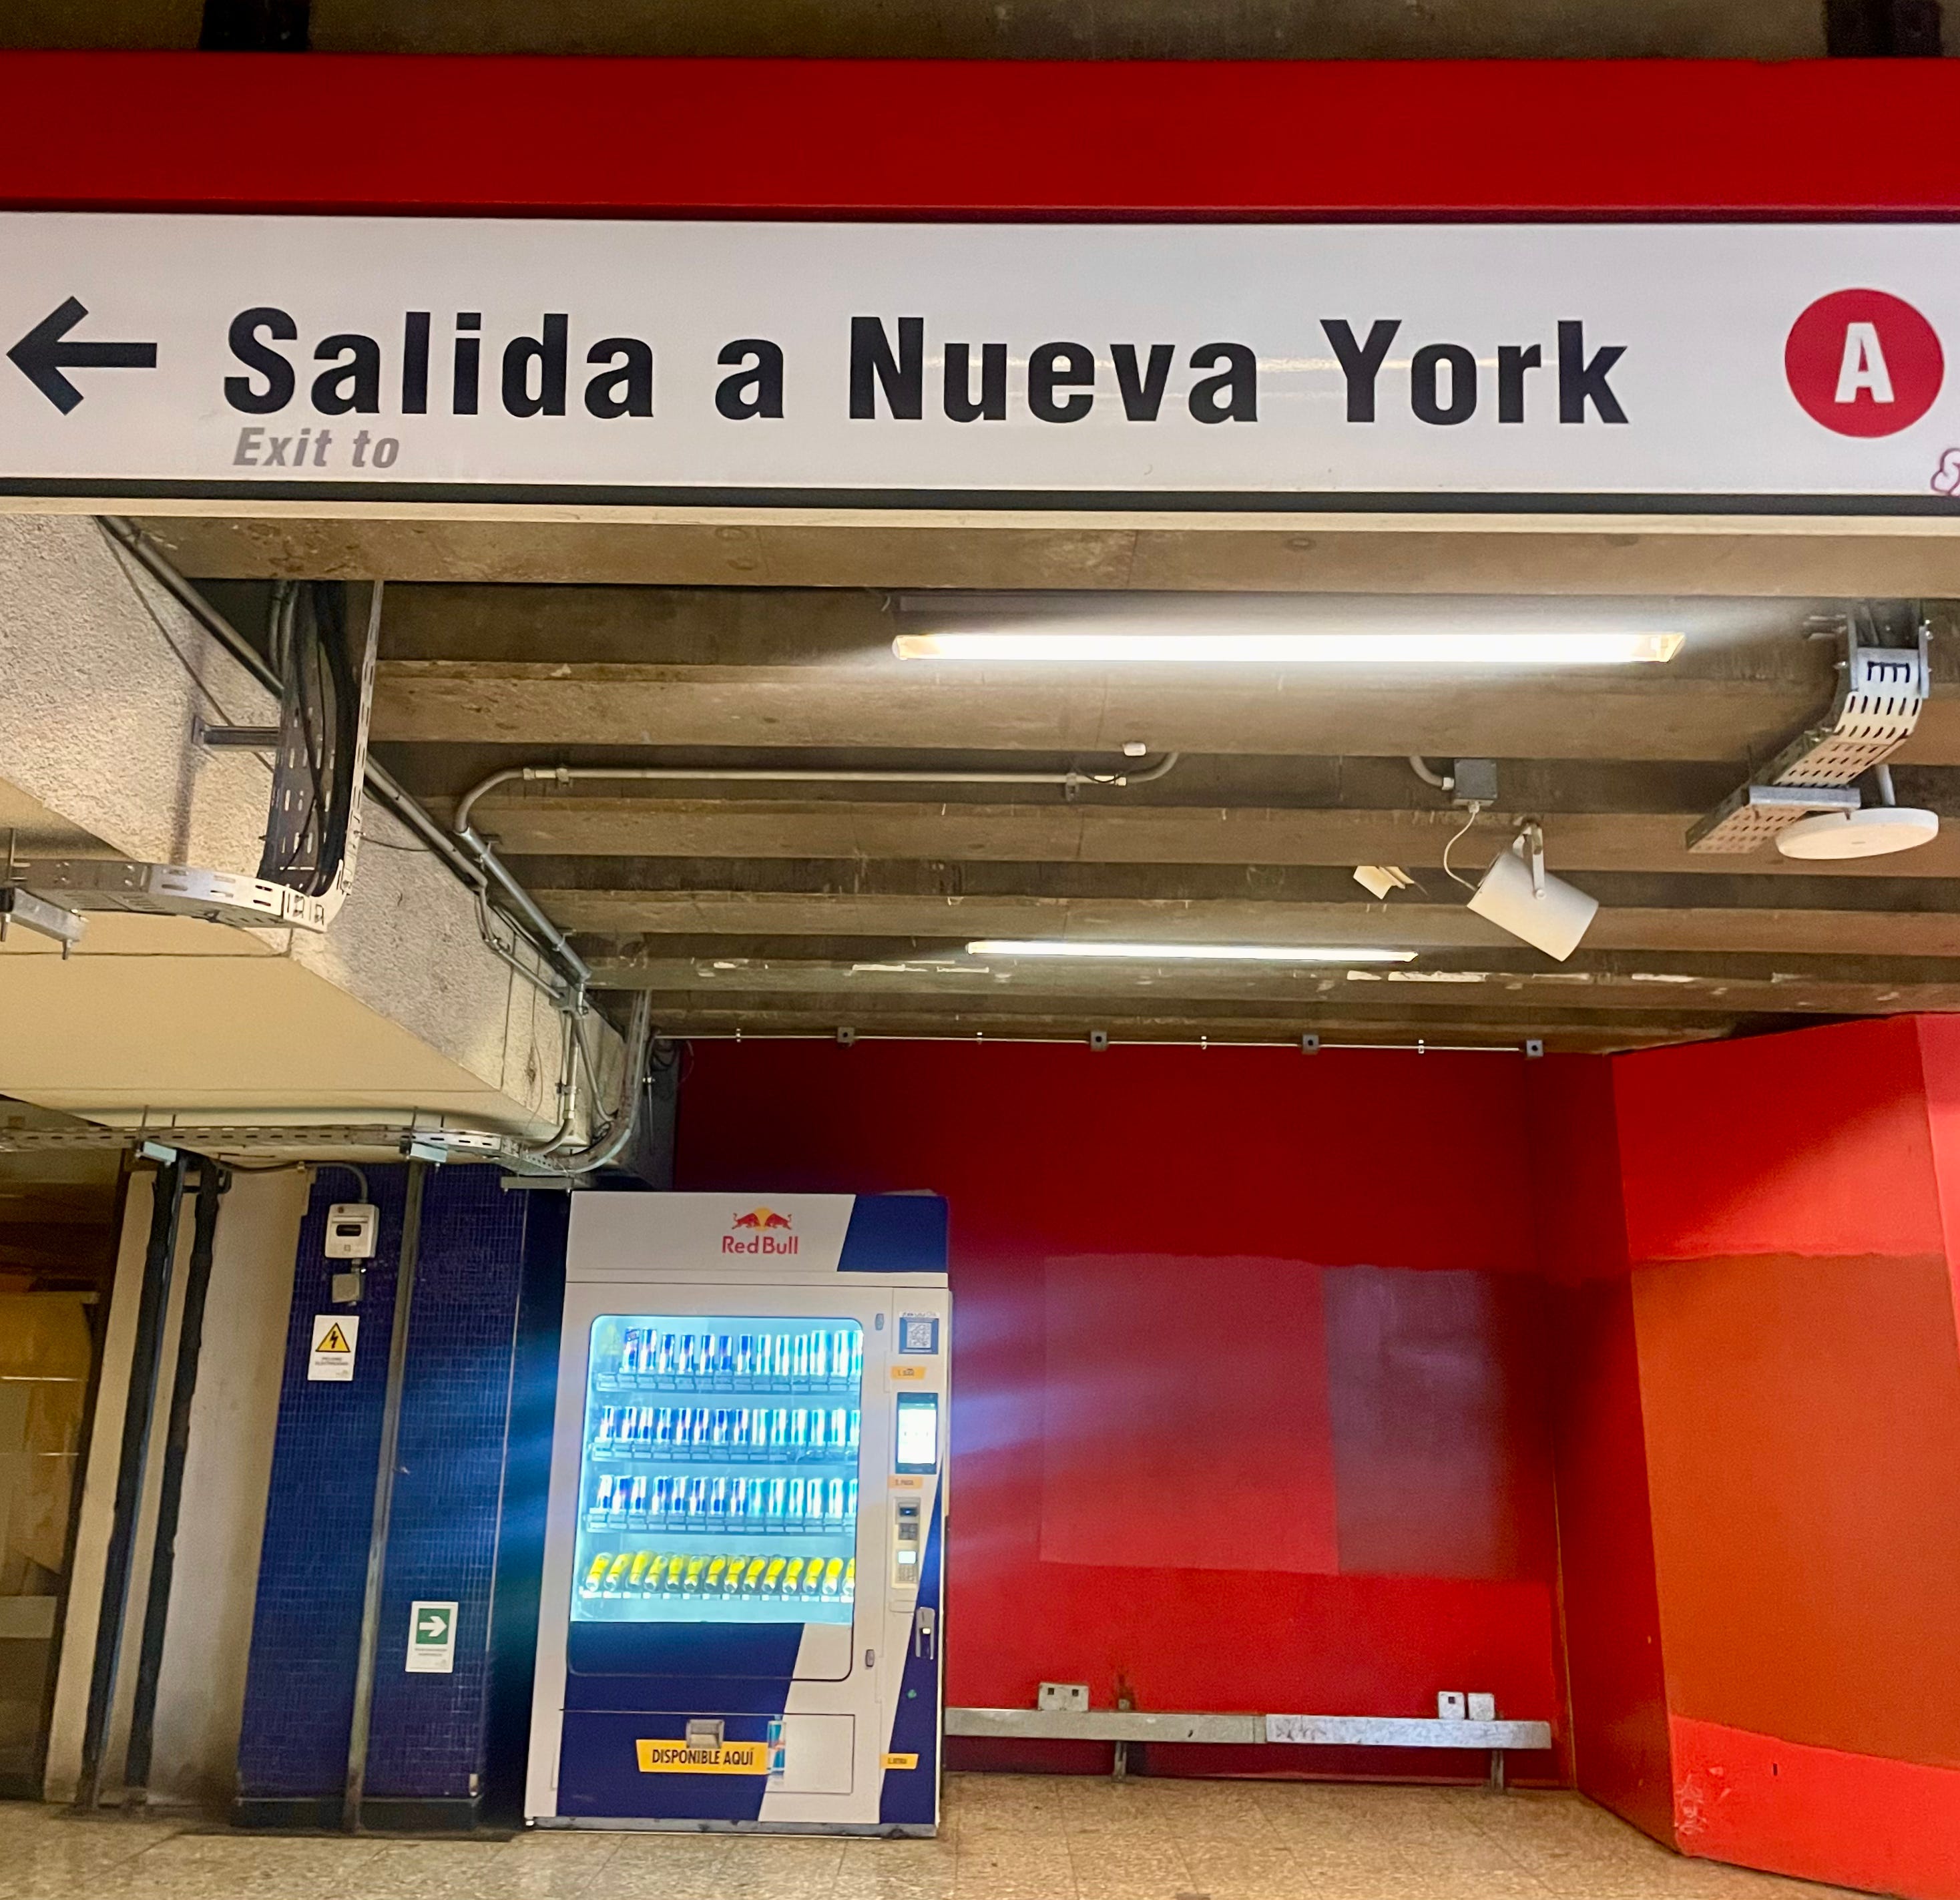 Salida a Nueva York A
Exit to
Red Bull
DISPONIBLE AQUÍ